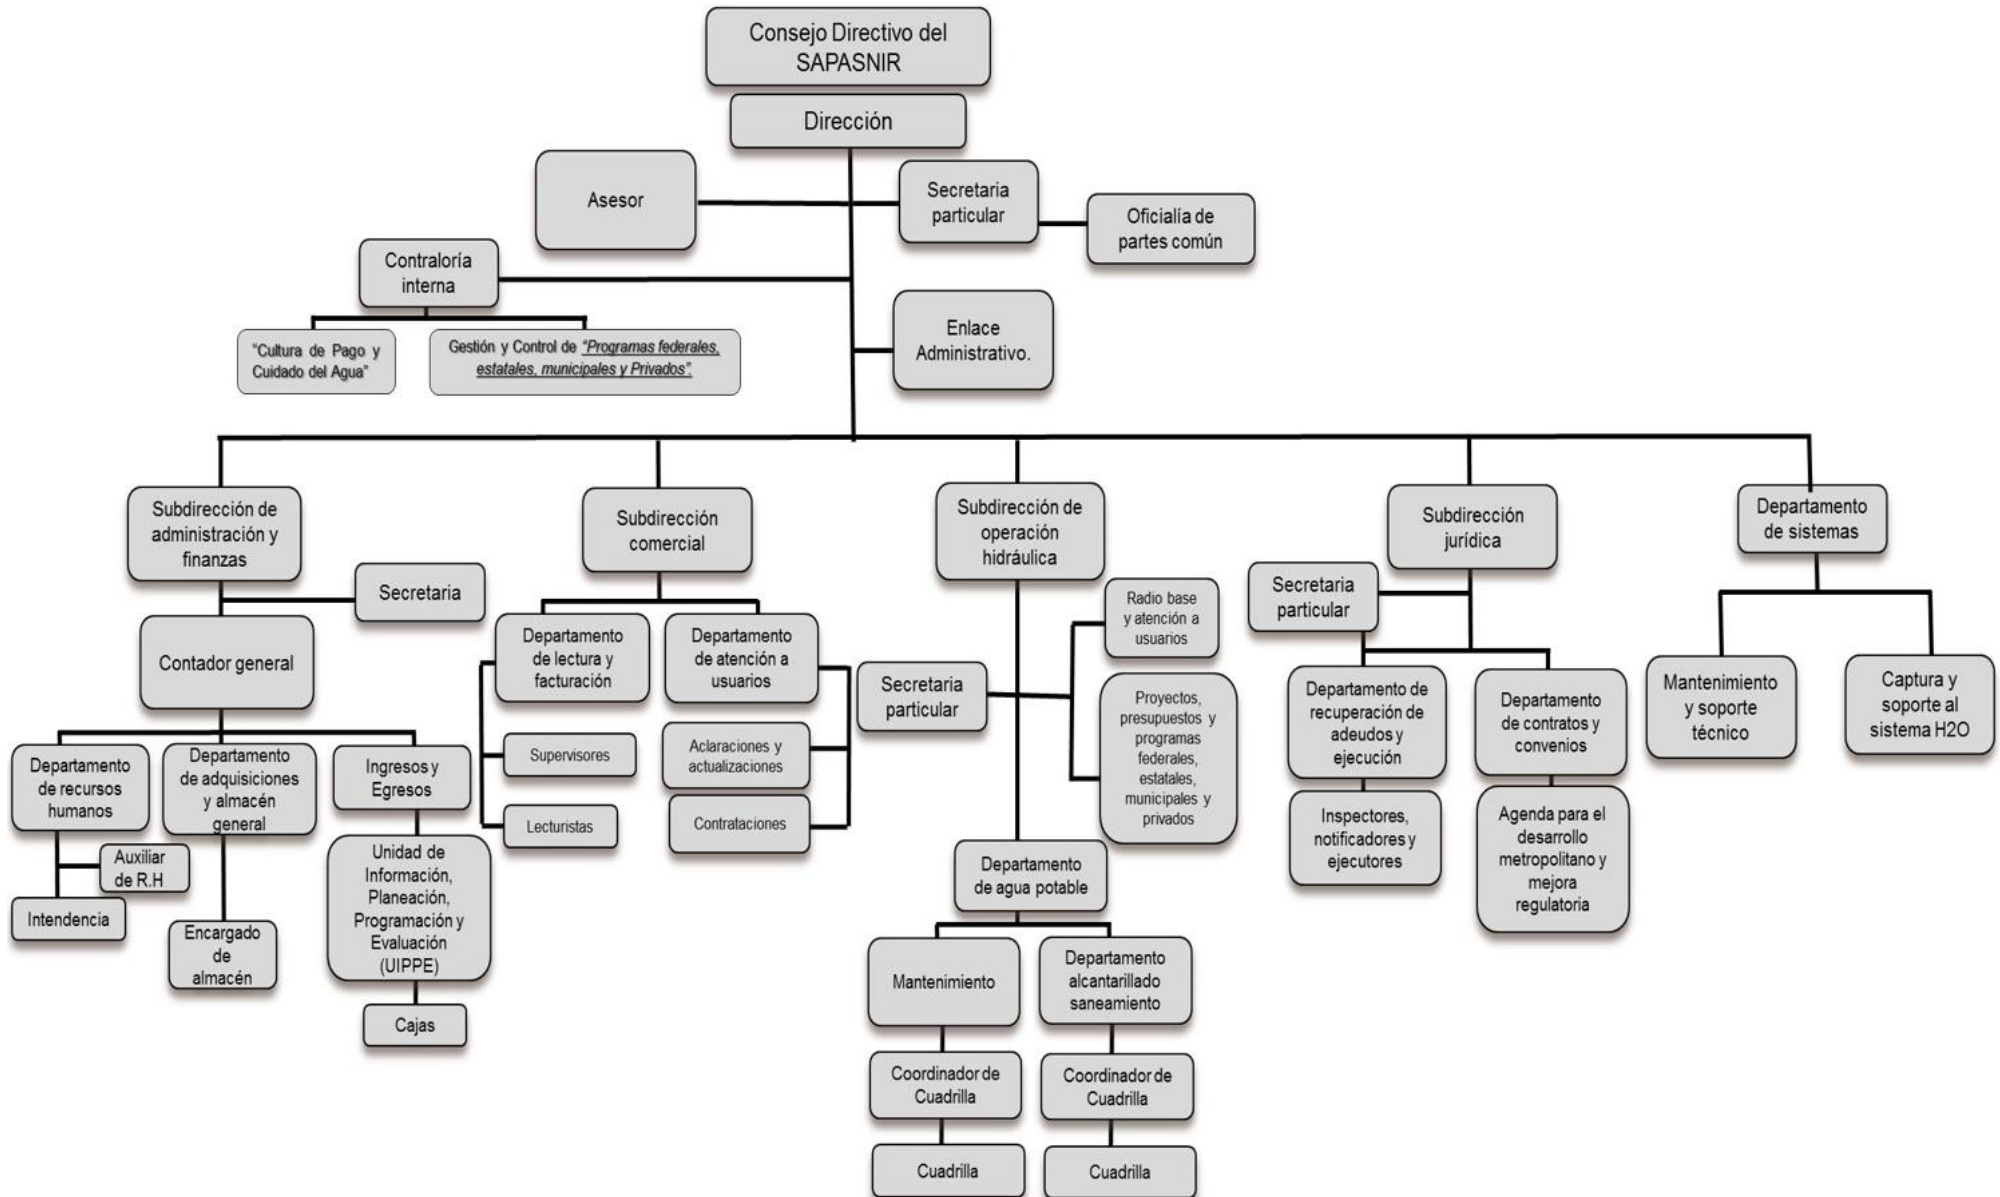 Consejo Directivo del
SAPASNIR
Dirección
Asesor
Secretaria
particular
Oficialía de
partes común
Contraloría
interna
“Cultura de Pago y
Cuidado del Agua”
Gestión y Control de “Programas federales,
estatales, municipales y Privados”.
Enlace
Administrativo.
Subdirección de
administración y
finanzas
Secretaria
Contador general
Departamento
de recursos
humanos
Auxiliar
de R.H
Intendencia
Departamento
de adquisiciones
y almacén
general
Encargado
de
almacén
Ingresos y
Egresos
Unidad de
Información,
Planeación,
Programación y
Evaluación
(UIPPE)
Cajas
Subdirección
comercial
Departamento
de lectura y
facturación
Supervisores
Lecturistas
Departamento
de atención a
usuarios
Aclaraciones y
actualizaciones
Contrataciones
Subdirección de
operación
hidráulica
Secretaria
particular
Radio base
y atención a
usuarios
Proyectos,
presupuestos y
programas
federales,
estatales,
municipales y
privados
Departamento
de agua potable
Mantenimiento
Coordinador de
Cuadrilla
Cuadrilla
Departamento
alcantarillado
saneamiento
Coordinador de
Cuadrilla
Cuadrilla
Subdirección
jurídica
Secretaria
particular
Departamento de
recuperación de
adeudos y
ejecución
Inspectores,
notificadores y
ejecutores
Departamento
de contratos y
convenios
Agenda para el
desarrollo
metropolitano y
mejora
regulatoria
Departamento
de sistemas
Mantenimiento
y soporte
técnico
Captura y
soporte al
sistema H2O